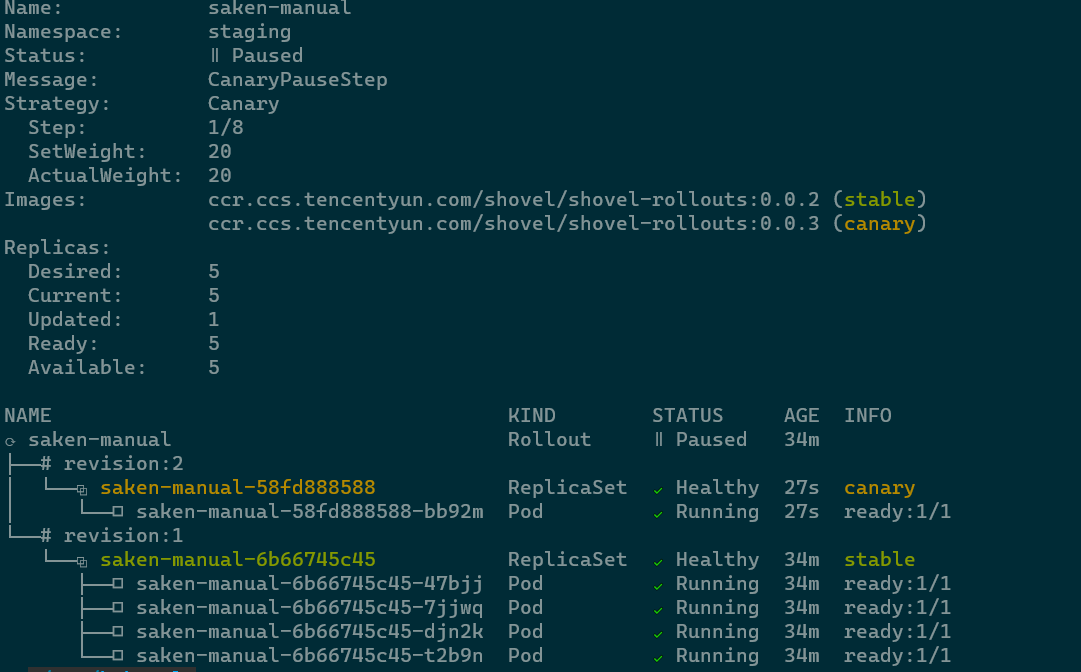 Name: saken-manual
Namespace: staging
Status: ॥ Paused
Message: CanaryPauseStep
Strategy: Canary
Step: 1/8
SetWeight: 20
ActualWeight: 20
Images: ccr.ccs.tencentyun.com/shovel/shovel-rollouts:0.0.2 (stable)
ccr.ccs.tencentyun.com/shovel/shovel-rollouts:0.0.3 (canary)
Replicas:
Desired: 5
Current: 5
Updated: 1
Ready: 5
Available: 5
NAME KIND STATUS AGE INFO
⟳ saken-manual Rollout ॥ Paused 34m
├──# revision:2
│  └──⧉ saken-manual-58fd888588 ReplicaSet ✔ Healthy 27s canary
│     └──□ saken-manual-58fd888588-bb92m Pod ✔ Running 27s ready:1/1
└──# revision:1
└──⧉ saken-manual-6b66745c45 ReplicaSet ✔ Healthy 34m stable
├──□ saken-manual-6b66745c45-47bjj Pod ✔ Running 34m ready:1/1
├──□ saken-manual-6b66745c45-7jjwq Pod ✔ Running 34m ready:1/1
├──□ saken-manual-6b66745c45-djn2k Pod ✔ Running 34m ready:1/1
└──□ saken-manual-6b66745c45-t2b9n Pod ✔ Running 34m ready:1/1